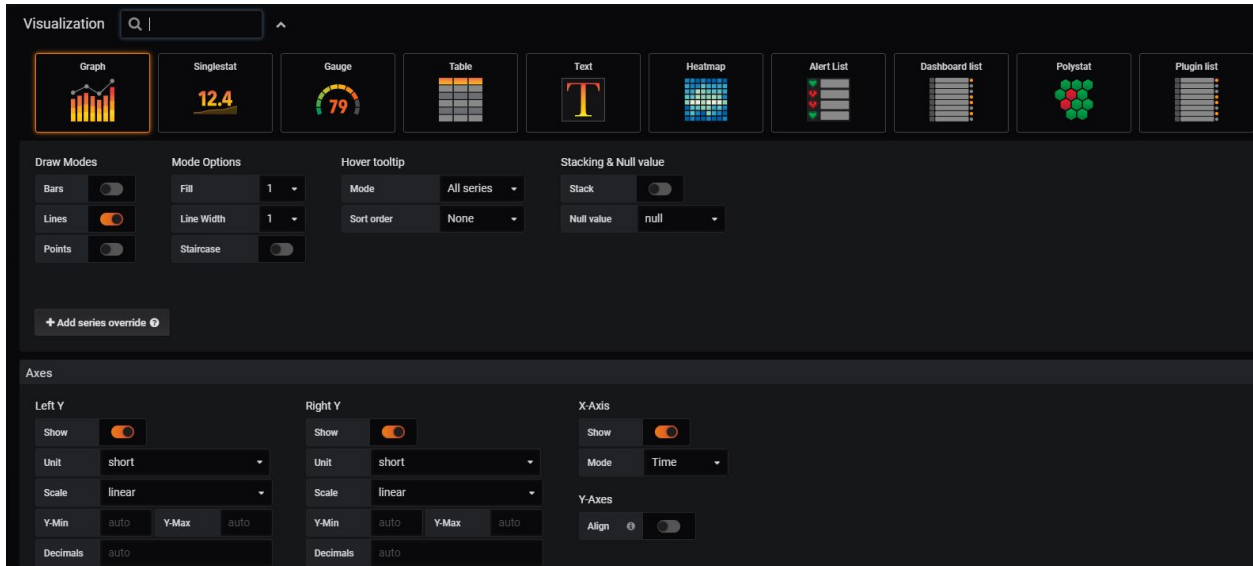 Visualization
Graph Singlestat Gauge Table Text Heatmap Alert List Dashboard list Polystat Plugin list
12.4 79 T
Draw Modes Mode Options Hover tooltip Stacking & Null value
Bars Fill 1 Mode All series Stack
Lines Line Width 1 Sort order None Null value null
Points Staircase
+ Add series override ?
Axes
Left Y Right Y X-Axis
Show Show Show
Unit short Unit short Mode Time
Scale linear Scale linear
Y-Axes
Y-Min auto Y-Max auto Y-Min auto Y-Max auto Align i
Decimals auto Decimals auto